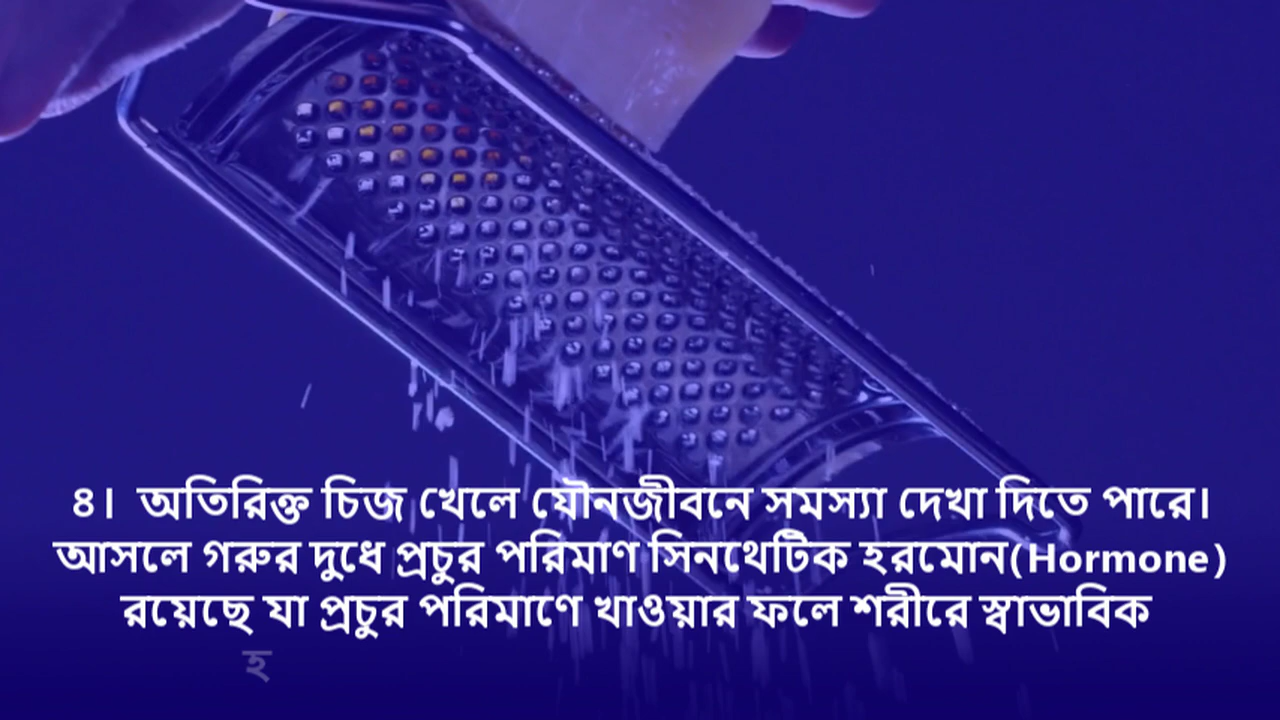 ৪। অতিরিক্ত চিজ খেলে যৌনজীবনে সমস্যা দেখা দিতে পারে।
আসলে গরুর দুধে প্রচুর পরিমাণ সিনথেটিক হরমোন(Hormone)
রয়েছে যা প্রচুর পরিমাণে খাওয়ার ফলে শরীরে স্বাভাবিক
হ